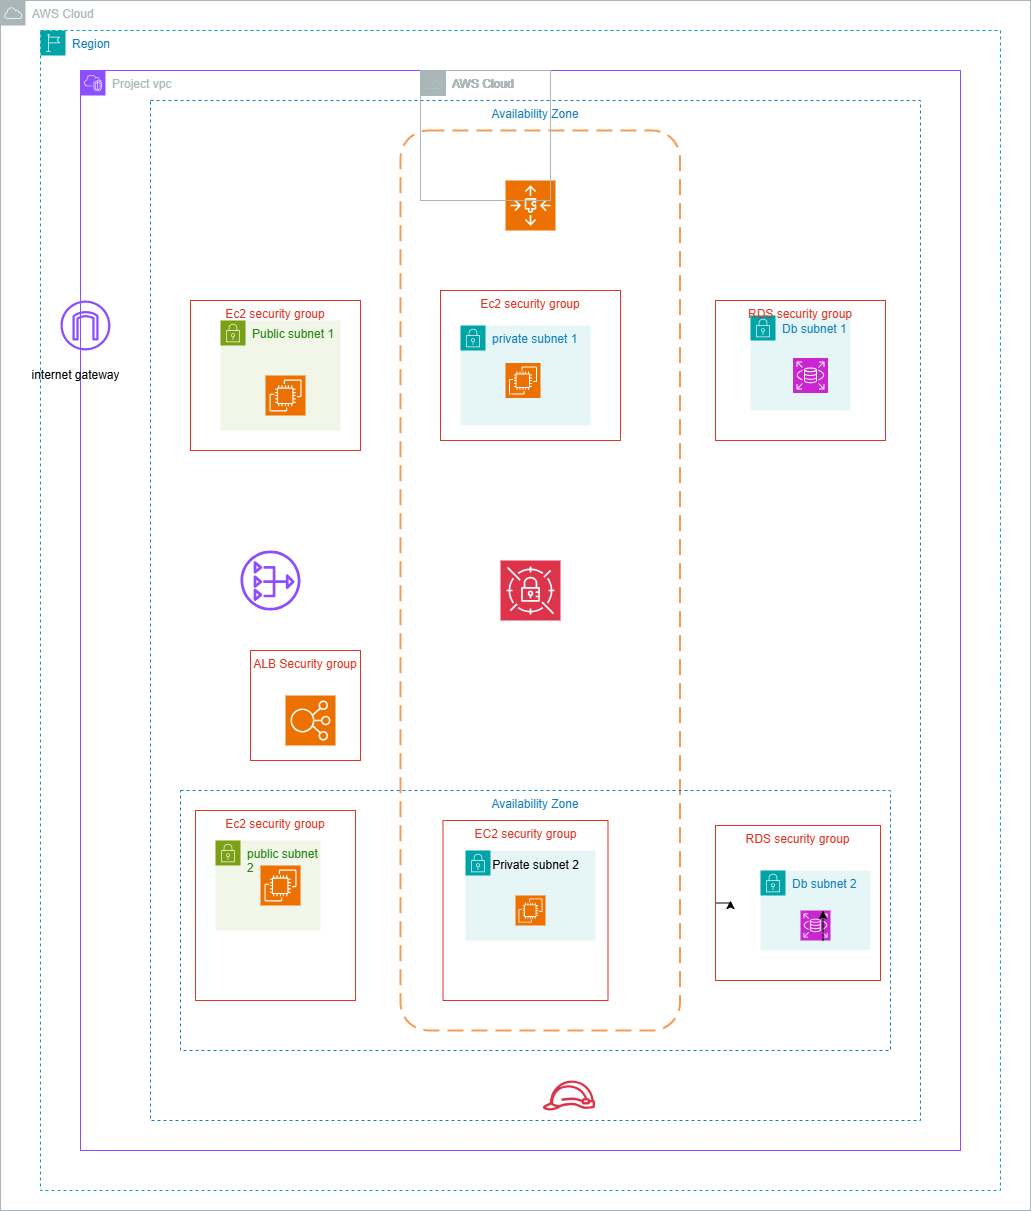 AWS Cloud
Region
Project vpc
AWS Cloud
Availability Zone
Ec2 security group
Public subnet 1
Ec2 security group
private subnet 1
RDS security group
Db subnet 1
internet gateway
ALB Security group
Availability Zone
Ec2 security group
public subnet
2
EC2 security group
Private subnet 2
RDS security group
Db subnet 2